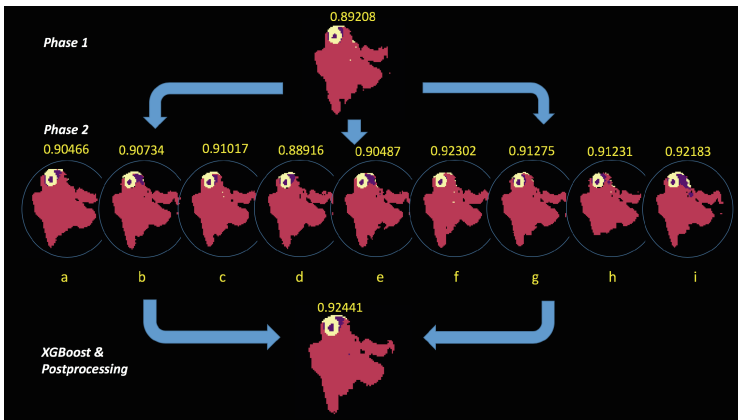 0.89208
Phase 1
Phase 2
0.90466 0.90734 0.91017 0.88916 0.90487 0.92302 0.91275 0.91231 0.92183
a b c d e f g h i
0.92441
XGBoost &
Postprocessing